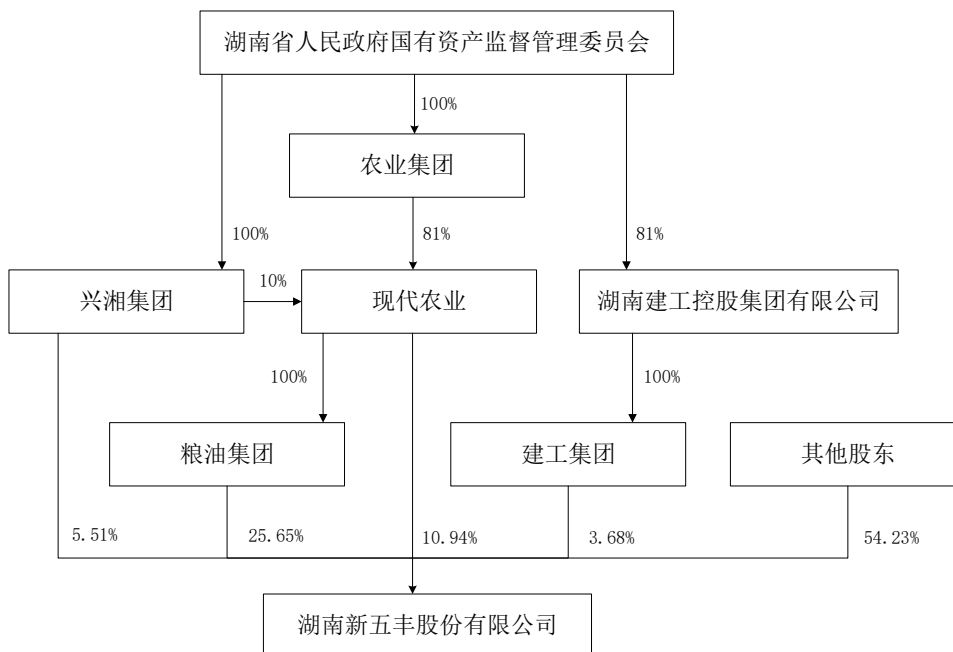 湖南省人民政府国有资产监督管理委员会
100%
农业集团
100%
81%
81%
兴湘集团
10%
现代农业
湖南建工控股集团有限公司
100%
100%
粮油集团
建工集团
其他股东
5.51%
25.65%
10.94%
3.68%
54.23%
湖南新五丰股份有限公司